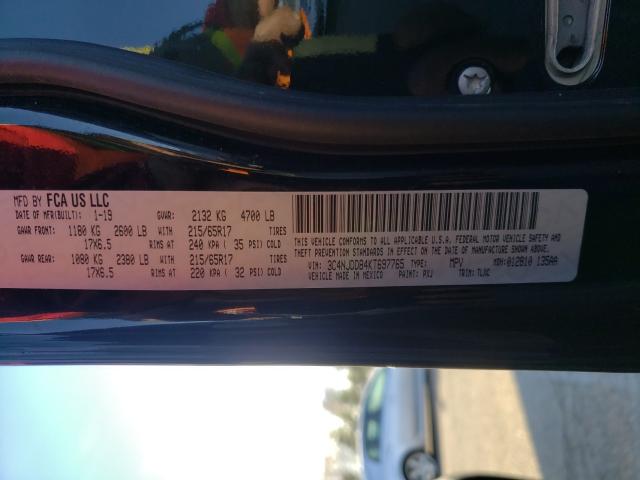 MFD BY FCA US LLC
DATE OF MFR(BUILT): 1-19 GVWR: 2132 KG 4700 LB
GAWR FRONT: 1180 KG 2600 LB WITH 215/65R17 TIRES
17X6.5 RIMS AT 240 KPA ( 35 PSI) COLD
GAWR REAR: 1080 KG 2380 LB WITH 215/65R17 TIRES
17X6.5 RIMS AT 220 KPA ( 32 PSI) COLD
THIS VEHICLE CONFORMS TO ALL APPLICABLE U.S.A. FEDERAL MOTOR VEHICLE SAFETY AND
THEFT PREVENTION STANDARDS IN EFFECT ON THE DATE OF MANUFACTURE SHOWN ABOVE.
VIN: 3C4NJDDB4KT697765 TYPE: MPV MDH: 012810 135AA
VEHICLE MADE IN MEXICO PAINT: PXJ TRIM: TLDC